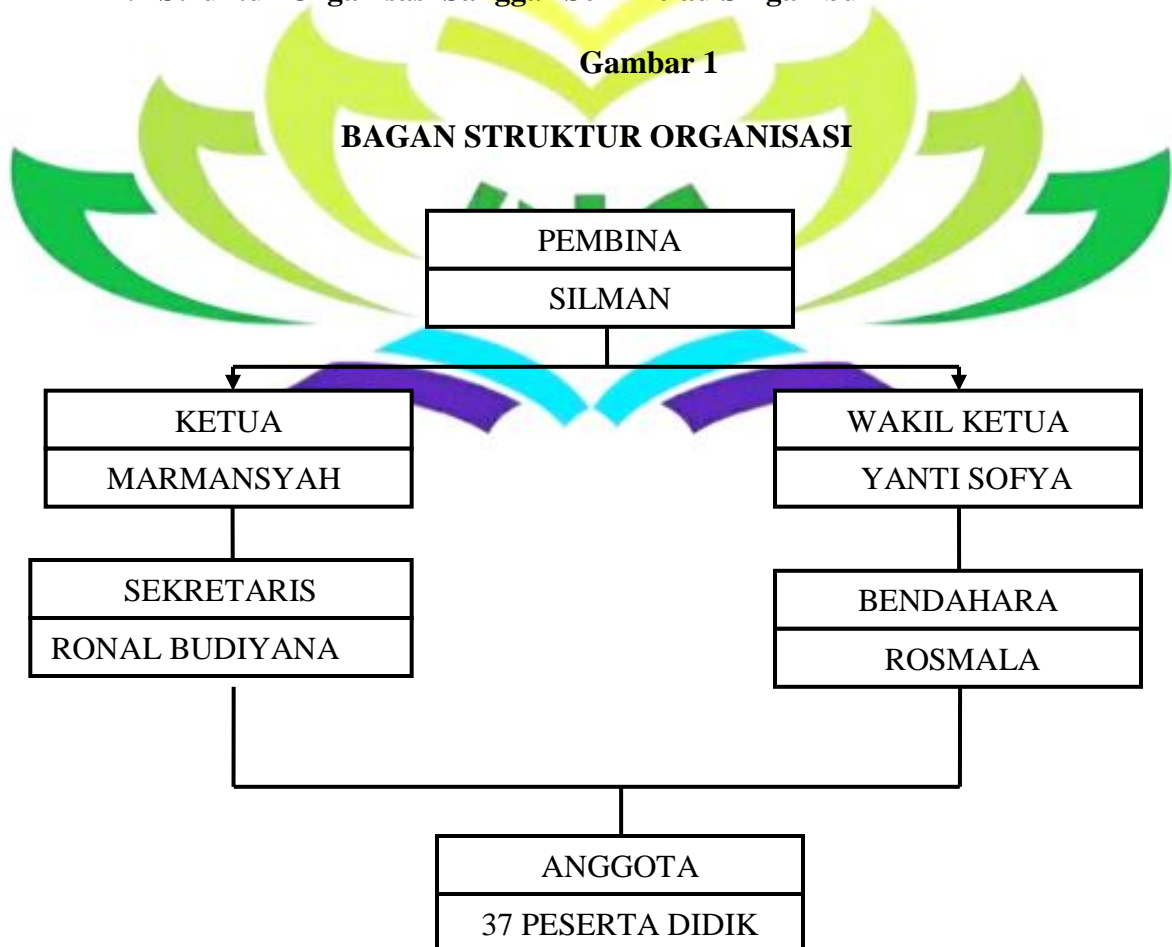 Gambar 1
BAGAN STRUKTUR ORGANISASI
PEMBINA
SILMAN
KETUA
MARMANSYAH
WAKIL KETUA
YANTI SOFYA
SEKRETARIS
RONAL BUDIYANA
BENDAHARA
ROSMALA
ANGGOTA
37 PESERTA DIDIK